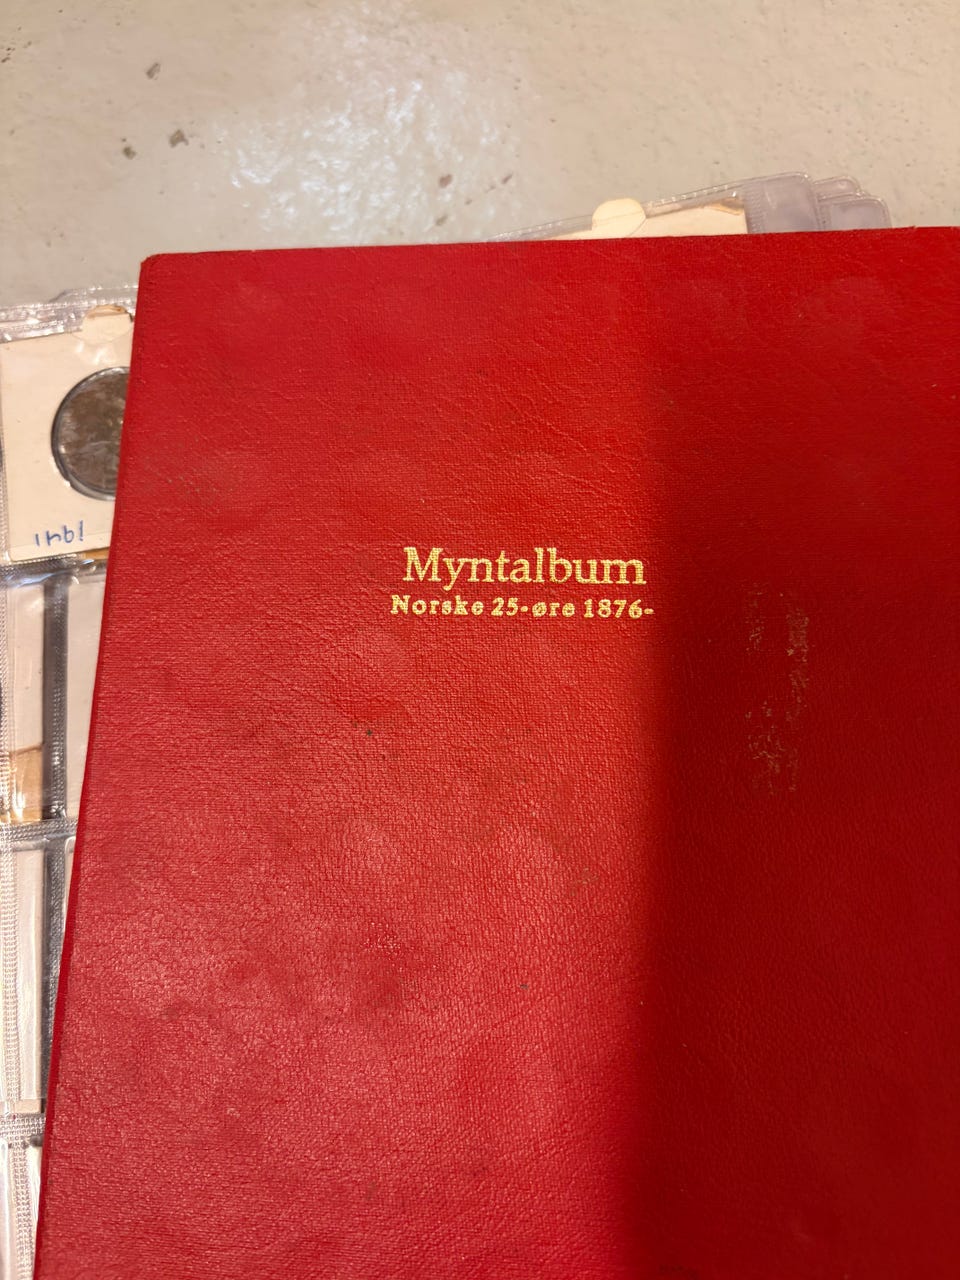 Myntalbum
Norske 25-øre 1876-
1941